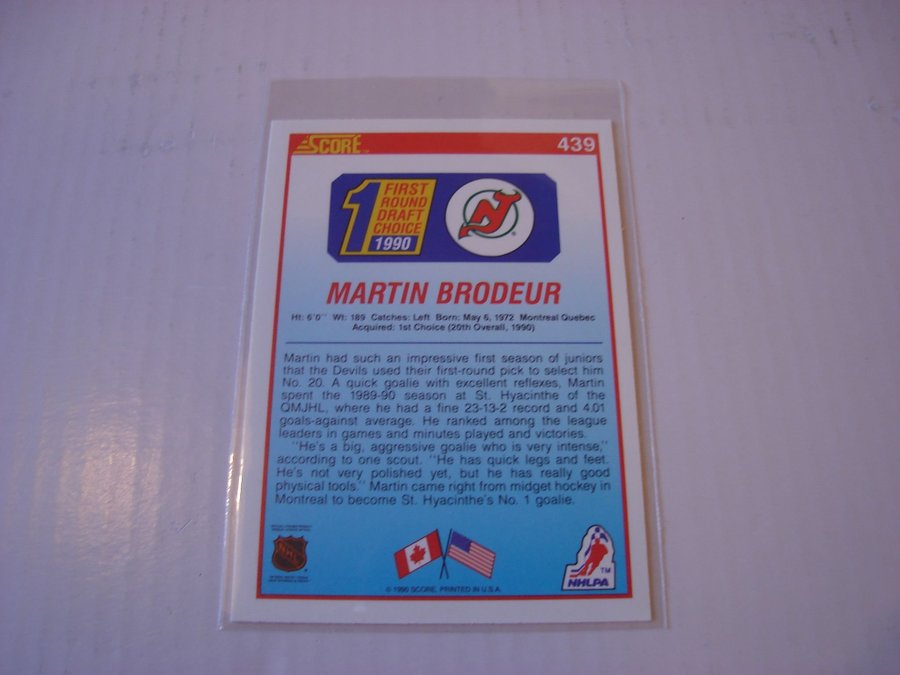 SCORE™ 439
1 FIRST
ROUND
DRAFT
CHOICE
1990
NJ
MARTIN BRODEUR
Ht: 6'0'' Wt: 189 Catches: Left Born: May 6, 1972 Montreal Quebec
Acquired: 1st Choice (20th Overall, 1990)
Martin had such an impressive first season of juniors
that the Devils used their first-round pick to select him
No. 20. A quick goalie with excellent reflexes, Martin
spent the 1989-90 season at St. Hyacinthe of the
QMJHL, where he had a fine 23-13-2 record and 4.01
goals-against average. He ranked among the league
leaders in games and minutes played and victories.
''He's a big, aggressive goalie who is very intense,''
according to one scout. ''He has quick legs and feet.
He's not very polished yet, but he has really good
physical tools.'' Martin came right from midget hockey in
Montreal to become St. Hyacinthe's No. 1 goalie.
NHL
TM
NHLPA
© 1990 SCORE, PRINTED IN U.S.A.